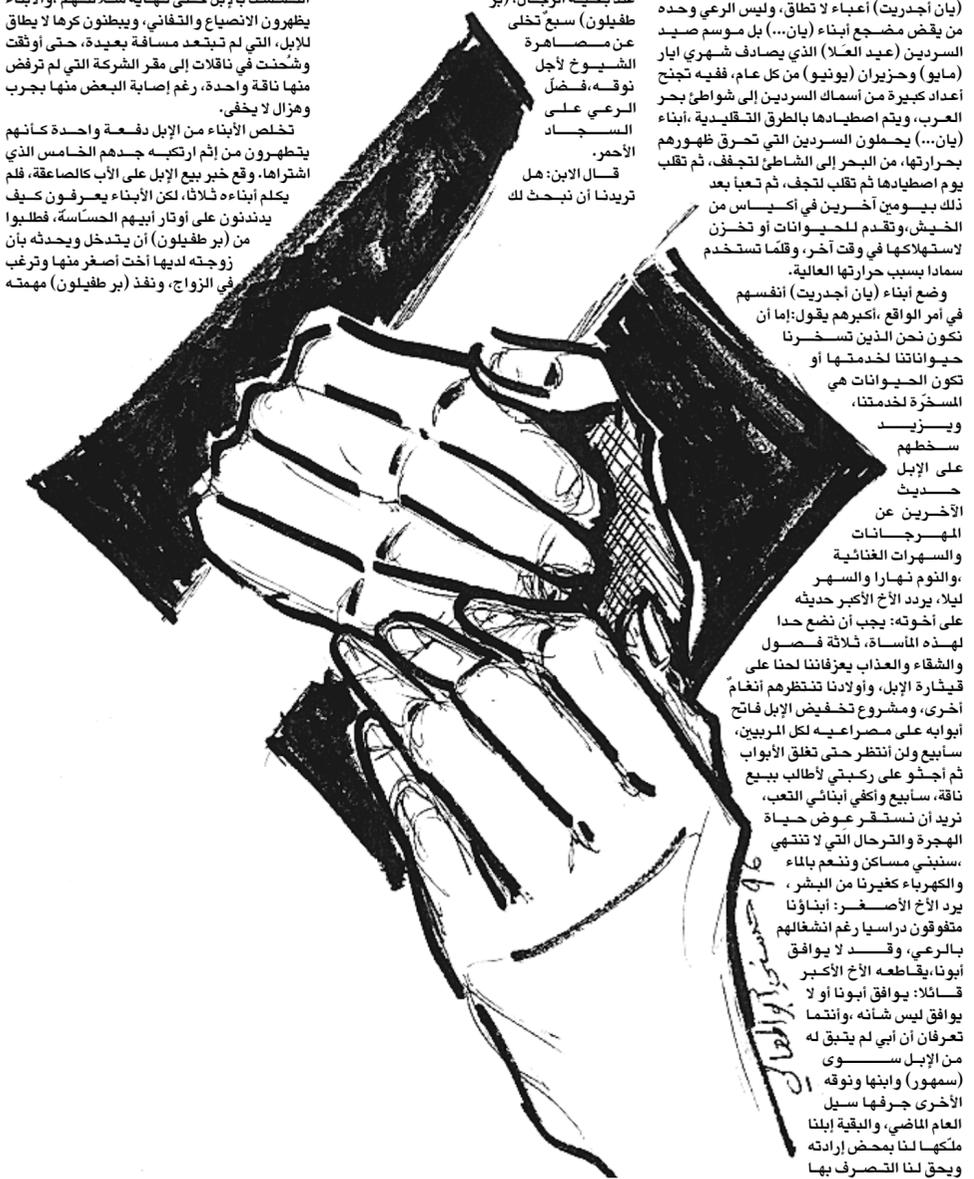 (يان أجدريت) أعباء لا تطاق، وليس الرعي وحده
من يقض مضجع أبناء (يان...) بل موسم صيد
السردين (عيد العَلا) الذي يصادف شهري ايار
(مايو) وحزيران (يونيو) من كل عام، ففيه تجنح
أعداد كبيرة من أسماك السردين إلى شواطئ بحر
العرب، ويتم اصطيادها بالطرق التقليدية ،أبناء
(يان...) يحملون السردين التي تحرق ظهورهم
بحرارتها، من البحر إلى الشاطئ لتجفف، ثم تقلب
يوم اصطيادها ثم تقلب لتجف، ثم تعبأ بعد
ذلك بيومين آخرين في أكياس من
الخيش،وتقدم للحيوانات أو تخزن
لاستهلاكها في وقت آخر، وقلمّا تستخدم
سمادا بسبب حرارتها العالية.
وضع أبناء (يان أجدريت) أنفسهم
في أمر الواقع ،أكبرهم يقول:إما أن
نكون نحن الذين تسخرنا
حيواناتنا لخدمتها أو
تكون الحيوانات هي
المسخرّة لخدمتنا،
ويزيد
سخطهم
على الإبل
حديث
الآخرين عن
المهرجانات
والسهرات الغنائية
،والنوم نهارا والسهر
ليلا، يردد الأخ الأكبر حديثه
على أخوته: يجب أن نضع حدا
لهذه المأساة، ثلاثة فصول
والشقاء والعذاب يعزفاننا لحنا على
قيثارة الإبل، وأولادنا تنتظرهم أنغامٌ
أخرى، ومشروع تخفيض الإبل فاتح
أبوابه على مصراعيه لكل المربيين،
سأبيع ولن أنتظر حتى تغلق الأبواب
ثم أجثو على ركبتي لأطالب ببيع
ناقة، سأبيع وأكفي أبنائي التعب،
نريد أن نستقر عوض حياة
الهجرة والترحال التي لا تنتهي
،سنبني مساكن وننعم بالماء
والكهرباء كغيرنا من البشر ،
يرد الأخ الأصغر: أبناؤنا
متفوقون دراسيا رغم انشغالهم
بالرعي، وقد لا يوافق
أبونا،يقاطعه الأخ الأكبر
قائلا: يوافق أبونا أو لا
يوافق ليس شأنه ،وأنتما
تعرفان أن أبي لم يتبق له
من الإبل سوى
(سمهور) وابنها ونوقه
الأخرى جرفها سيل
العام الماضي، والبقية إبلنا
ملّكها لنا بمحض إرادته
ويحق لنا التصرف بها
طفيلون) سبعٌ تخلى
عن مصاهرة
الشيوخ لأجل
نوقه،فضلّ
الرعي على
السجاد
الأحمر.
قال الابن: هل
تريدنا أن نبحث لك
يظهرون الانصياع والتفاني، ويبطنون كرها لا يطاق
للإبل، التي لم تبتعد مسافة بعيدة، حتى أوثقت
وشُحنت في ناقلات إلى مقر الشركة التي لم ترفض
منها ناقة واحدة، رغم إصابة البعض منها بجرب
وهزال لا يخفى.
تخلص الأبناء من الإبل دفعة واحدة كأنهم
يتطهرون من إثم ارتكبه جدهم الخامس الذي
اشتراها. وقع خبر بيع الإبل على الأب كالصاعقة، فلم
يكلم أبناءه ثلاثا، لكن الأبناء يعرفون كيف
يدندنون على أوتار أبيهم الحسّاسة، فطلبوا
من (بر طفيلون) أن يتدخل ويحدثه بأن
زوجته لديها أخت أصغر منها وترغب
في الزواج، ونفذ (بر طفيلون) مهمته
حسني أبوالمعالي
96